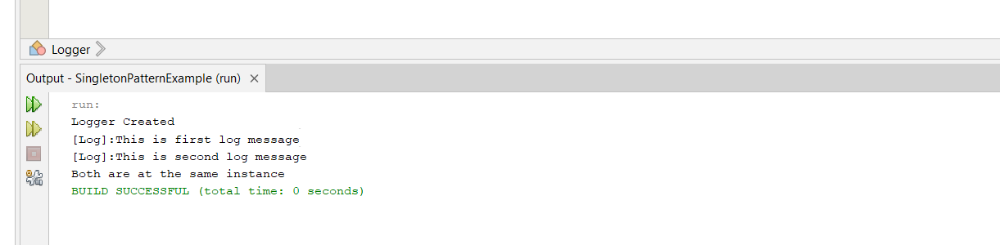 Logger
Output - SingletonPatternExample (run)
run:
Logger Created
[Log]:This is first log message
[Log]:This is second log message
Both are at the same instance
BUILD SUCCESSFUL (total time: 0 seconds)